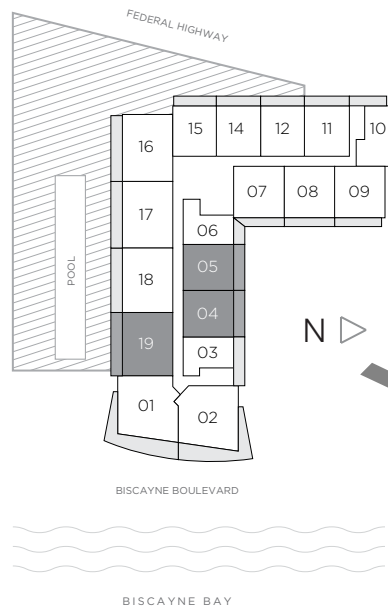 FEDERAL HIGHWAY
15 14 12 11 10
16
07 08 09
17
06
05
POOL
18
04
N
19
03
01
02
BISCAYNE BOULEVARD
BISCAYNE BAY